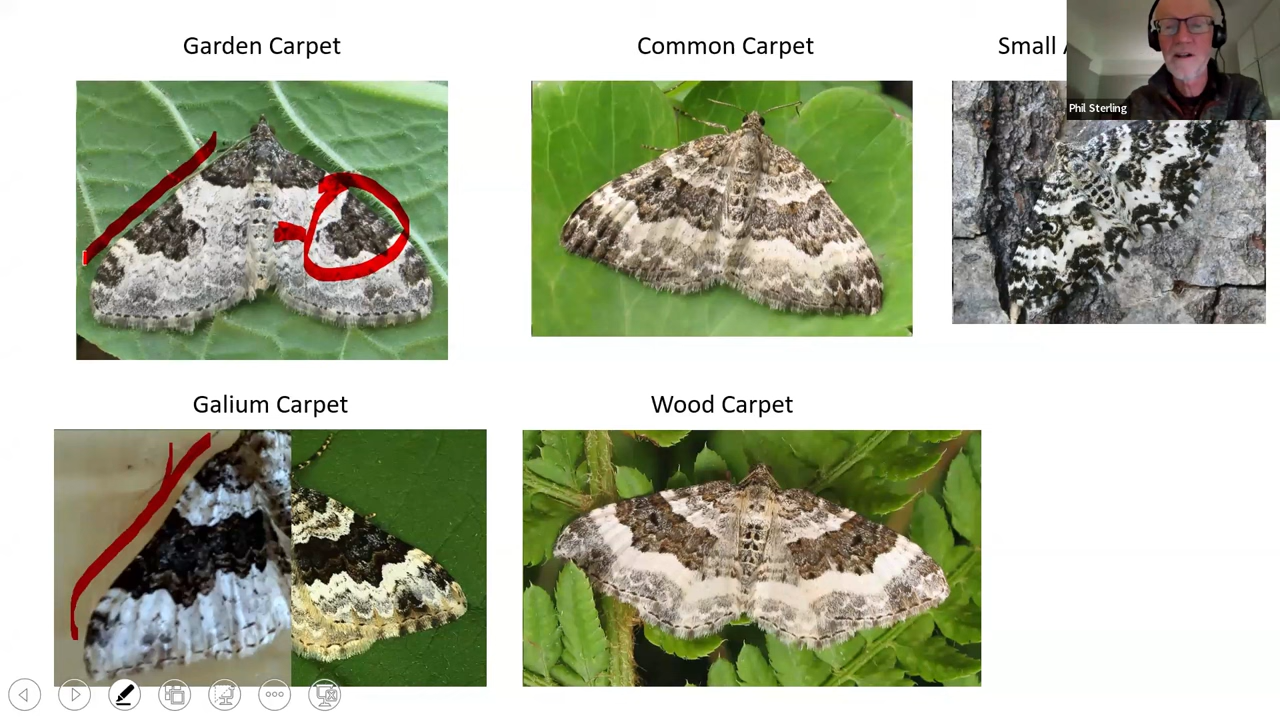 Garden Carpet
Common Carpet
Small
Phil Sterling
Galium Carpet
Wood Carpet